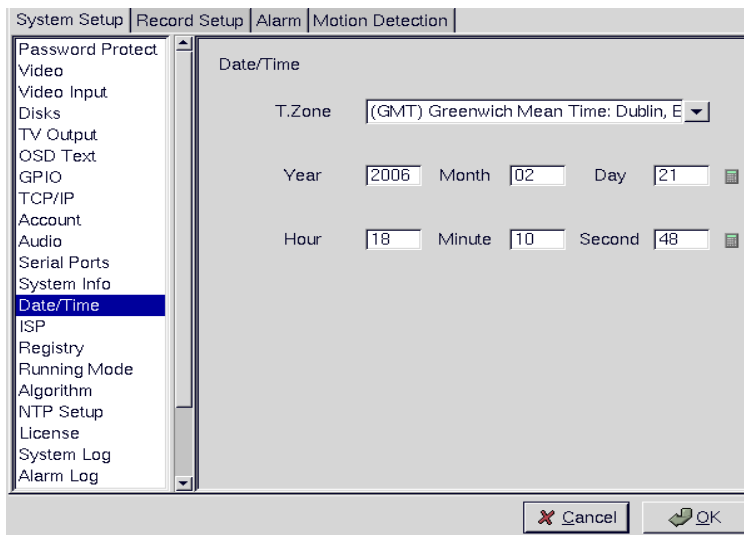 System Setup Record Setup Alarm Motion Detection
Password Protect
Video
Video Input
Disks
TV Output
OSD Text
GPIO
TCP/IP
Account
Audio
Serial Ports
System Info
Date/Time
ISP
Registry
Running Mode
Algorithm
NTP Setup
License
System Log
Alarm Log
Date/Time
T.Zone (GMT) Greenwich Mean Time: Dublin, E
Year 2006 Month 02 Day 21
Hour 18 Minute 10 Second 48
Cancel OK